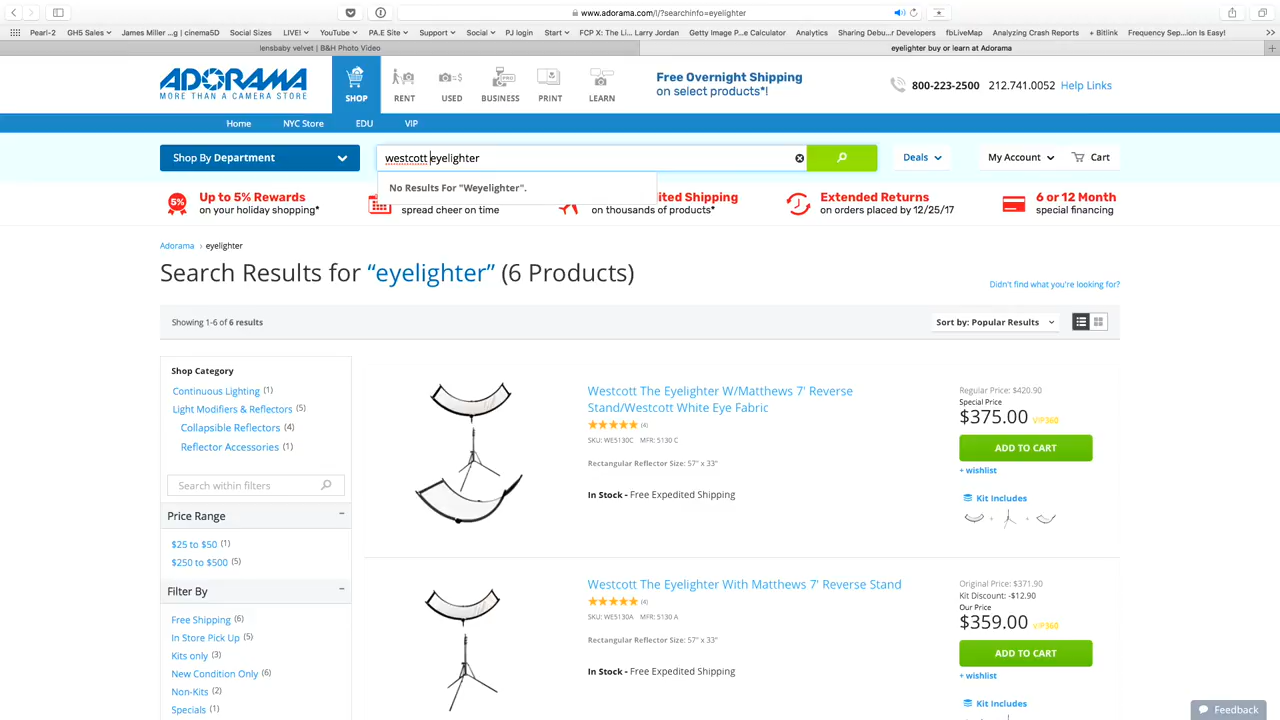 www.adorama.com/l/?searchinfo=eyelighter
Pearl-2 GH5 Sales James Miller ...g | cinema5D Social Sizes LIVE! YouTube PA.E Site Support Social PJ login Start FCP X: The Li... Larry Jordan Getty Image P...e Calculator Analytics Sharing Debu...r Developers fbLiveMap Analyzing Crash Reports + Bitlink Frequency Sep...ion Is Easy! >>
lensbaby velvet | B&H Photo Video
eyelighter buy or learn at Adorama
ADORAMA
MORE THAN A CAMERA STORE
SHOP RENT USED BUSINESS PRINT LEARN
PRO
Free Overnight Shipping
on select products*!
800-223-2500 212.741.0052 Help Links
Home NYC Store EDU VIP
Shop By Department
westcott eyelighter
Deals My Account Cart
No Results For "Weyelighter".
5%
Up to 5% Rewards
on your holiday shopping*
spread cheer on time
ited Shipping
on thousands of products*
Extended Returns
on orders placed by 12/25/17
6 or 12 Month
special financing
Adorama › eyelighter
Search Results for “eyelighter” (6 Products)
Didn't find what you're looking for?
Showing 1-6 of 6 results
Sort by: Popular Results
Shop Category
Continuous Lighting (1)
Light Modifiers & Reflectors (5)
Collapsible Reflectors (4)
Reflector Accessories (1)
Search within filters
Price Range −
$25 to $50 (1)
$250 to $500 (5)
Filter By −
Free Shipping (6)
In Store Pick Up (5)
Kits only (3)
New Condition Only (6)
Non-Kits (2)
Specials (1)
Westcott The Eyelighter W/Matthews 7' Reverse
Stand/Westcott White Eye Fabric
(4)
SKU: WE5130C MFR: 5130 C
Rectangular Reflector Size: 57" x 33"
In Stock - Free Expedited Shipping
Regular Price: $420.90
Special Price
$375.00 VIP360
ADD TO CART
+ wishlist
Kit Includes
Westcott The Eyelighter With Matthews 7' Reverse Stand
(4)
SKU: WE5130A MFR: 5130 A
Rectangular Reflector Size: 57" x 33"
In Stock - Free Expedited Shipping
Original Price: $371.90
Kit Discount: -$12.90
Our Price
$359.00 VIP360
ADD TO CART
+ wishlist
Kit Includes
Feedback